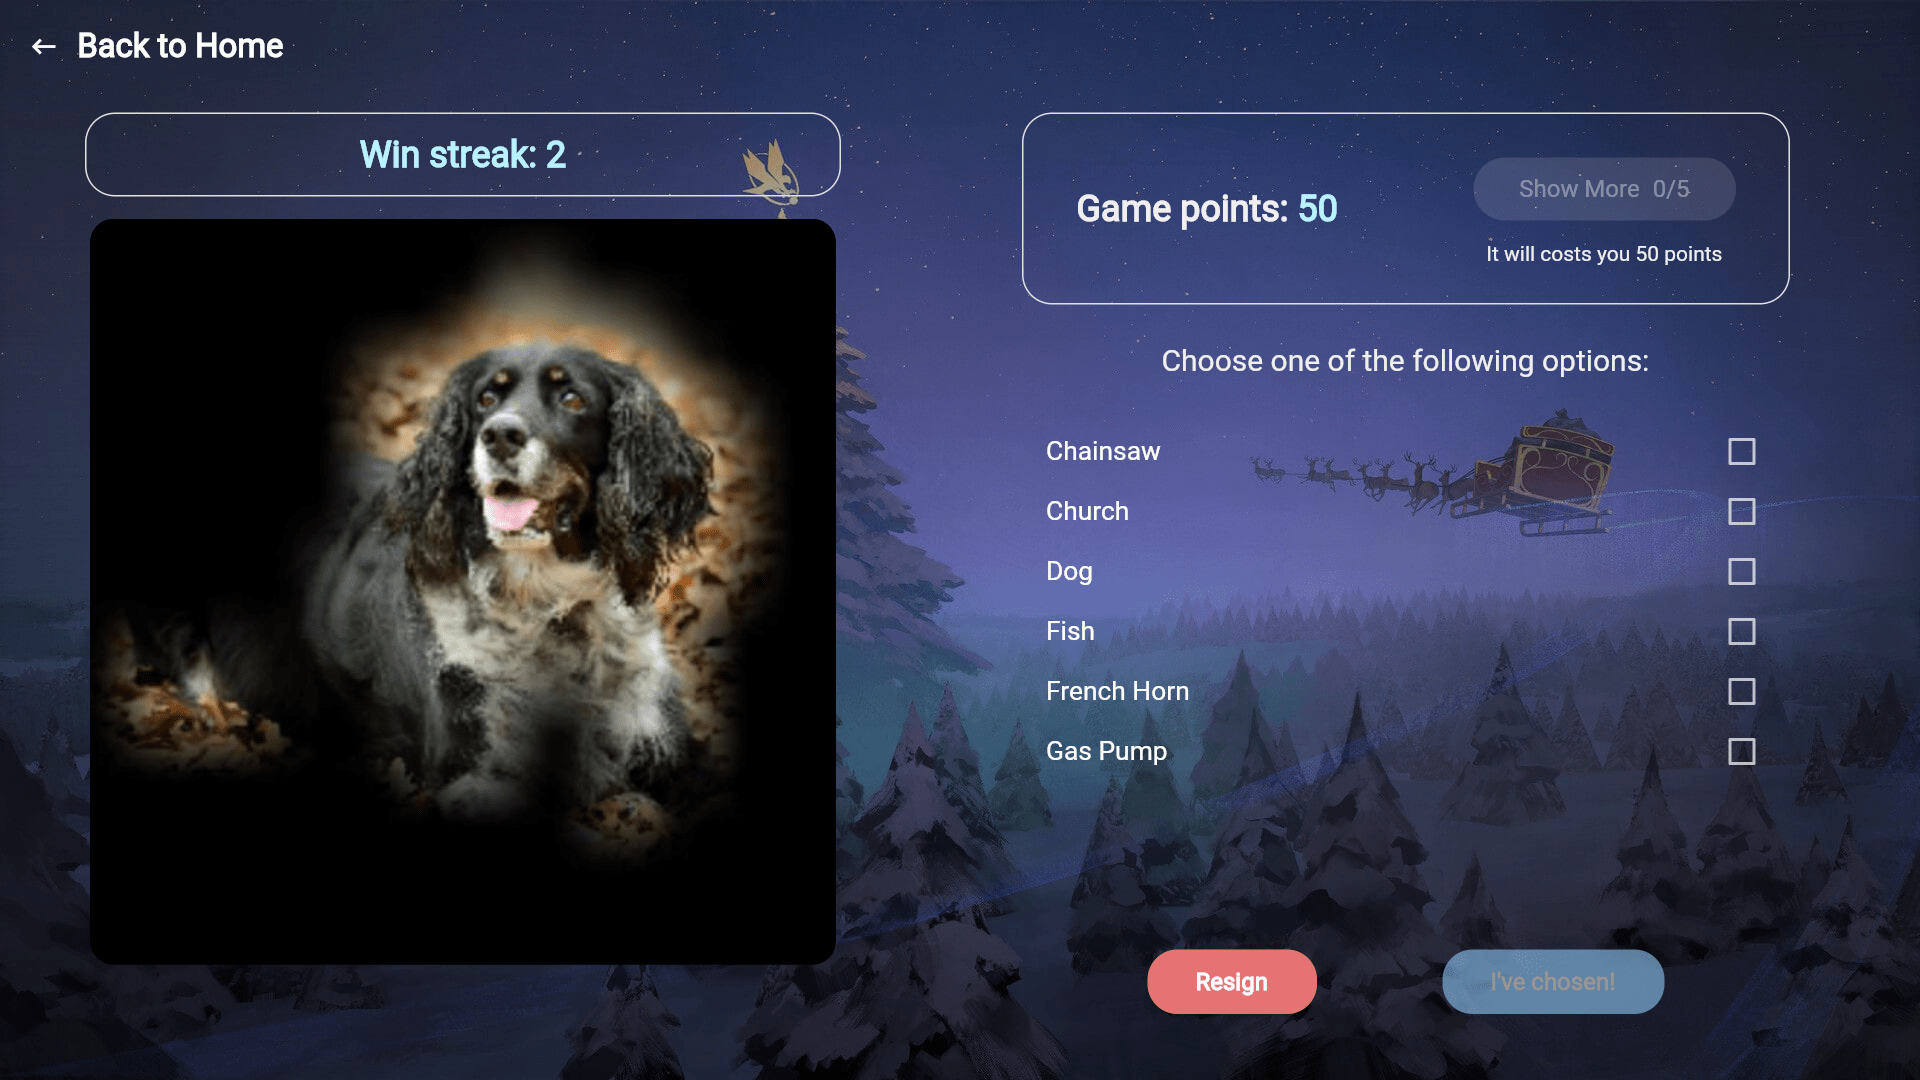 Back to Home
Win streak: 2
Game points: 50
Show More 0/5
It will costs you 50 points
Choose one of the following options:
Chainsaw
Church
Dog
Fish
French Horn
Gas Pump
Resign
I've chosen!